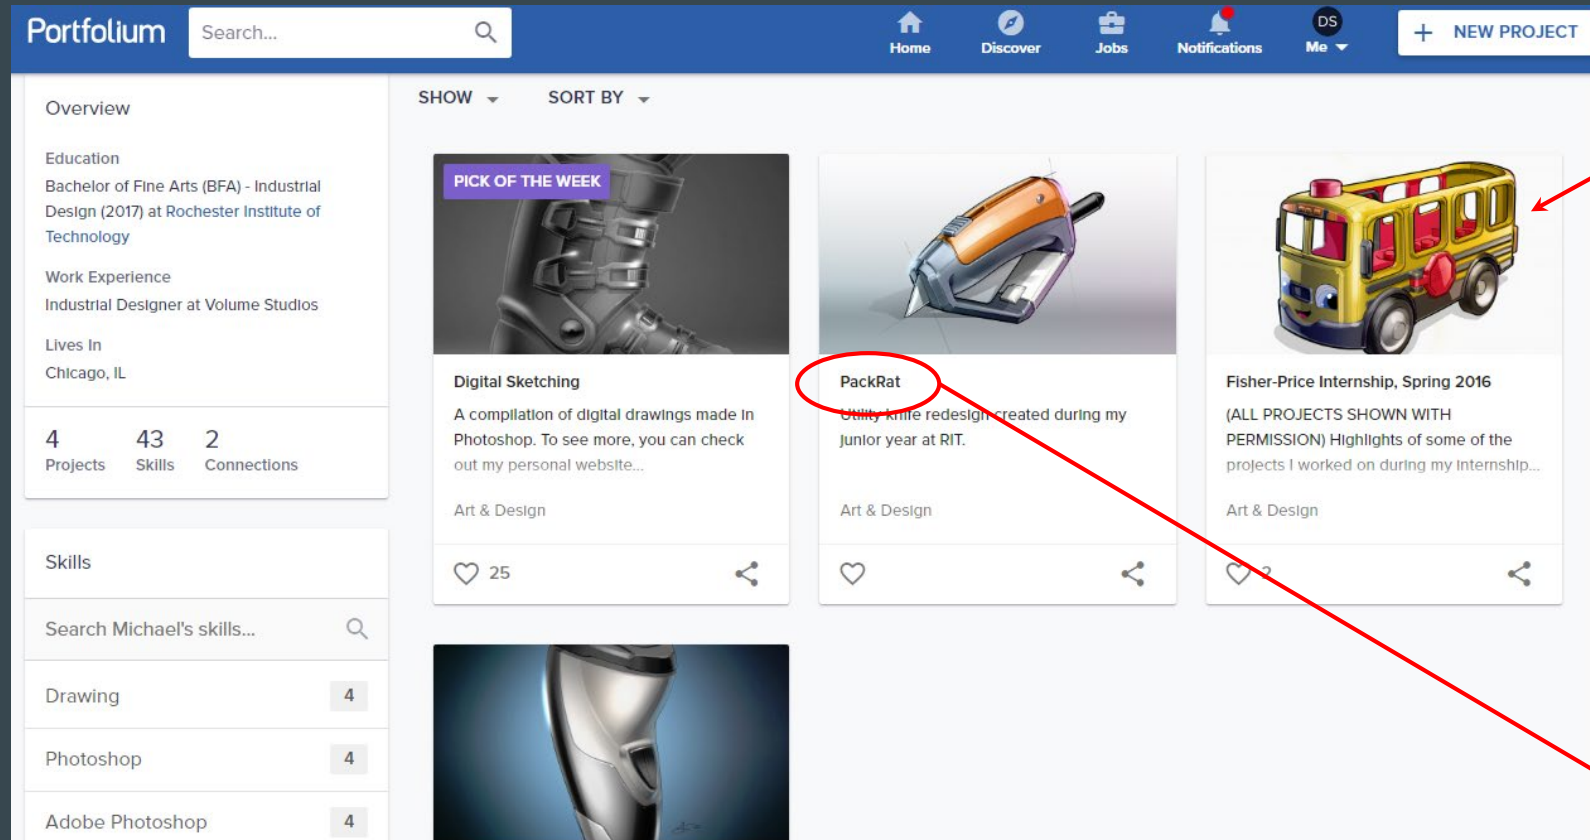 Portfolium
Search...
Home
Discover
Jobs
Notifications
DS
Me
+ NEW PROJECT
Overview
Education
Bachelor of Fine Arts (BFA) - Industrial
Design (2017) at Rochester Institute of
Technology
Work Experience
Industrial Designer at Volume Studios
Lives In
Chicago, IL
4
43
2
Projects
Skills
Connections
Skills
Search Michael's skills...
Drawing 4
Photoshop 4
Adobe Photoshop 4
SHOW
SORT BY
PICK OF THE WEEK
Digital Sketching
A compilation of digital drawings made in
Photoshop. To see more, you can check
out my personal website...
Art & Design
25
PackRat
Utility knife redesign created during my
junior year at RIT.
Art & Design
Fisher-Price Internship, Spring 2016
(ALL PROJECTS SHOWN WITH
PERMISSION) Highlights of some of the
projects I worked on during my internship...
Art & Design
2